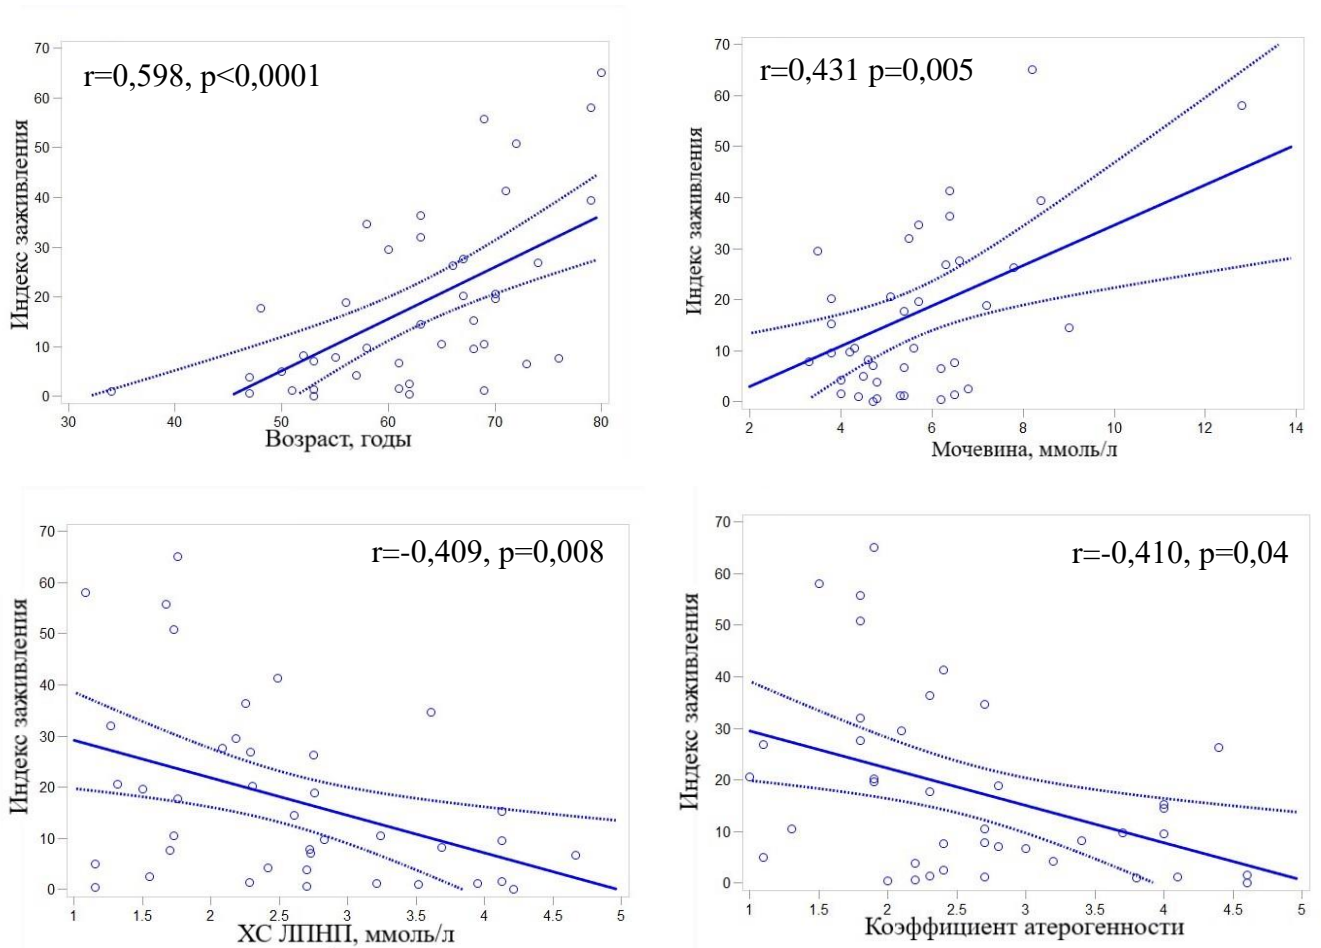 r=0,598, p<0,0001
Индекс заживления
70
60
50
40
30
20
10
0
30 40 50 60 70 80
Возраст, годы
r=0,431 p=0,005
Индекс заживления
70
60
50
40
30
20
10
0
2 4 6 8 10 12 14
Мочевина, ммоль/л
r=-0,409, p=0,008
Индекс заживления
70
60
50
40
30
20
10
0
1 1.5 2 2.5 3 3.5 4 4.5 5
ХС ЛПНП, ммоль/л
r=-0,410, p=0,04
Индекс заживления
70
60
50
40
30
20
10
0
1 1.5 2 2.5 3 3.5 4 4.5 5
Коэффициент атерогенности